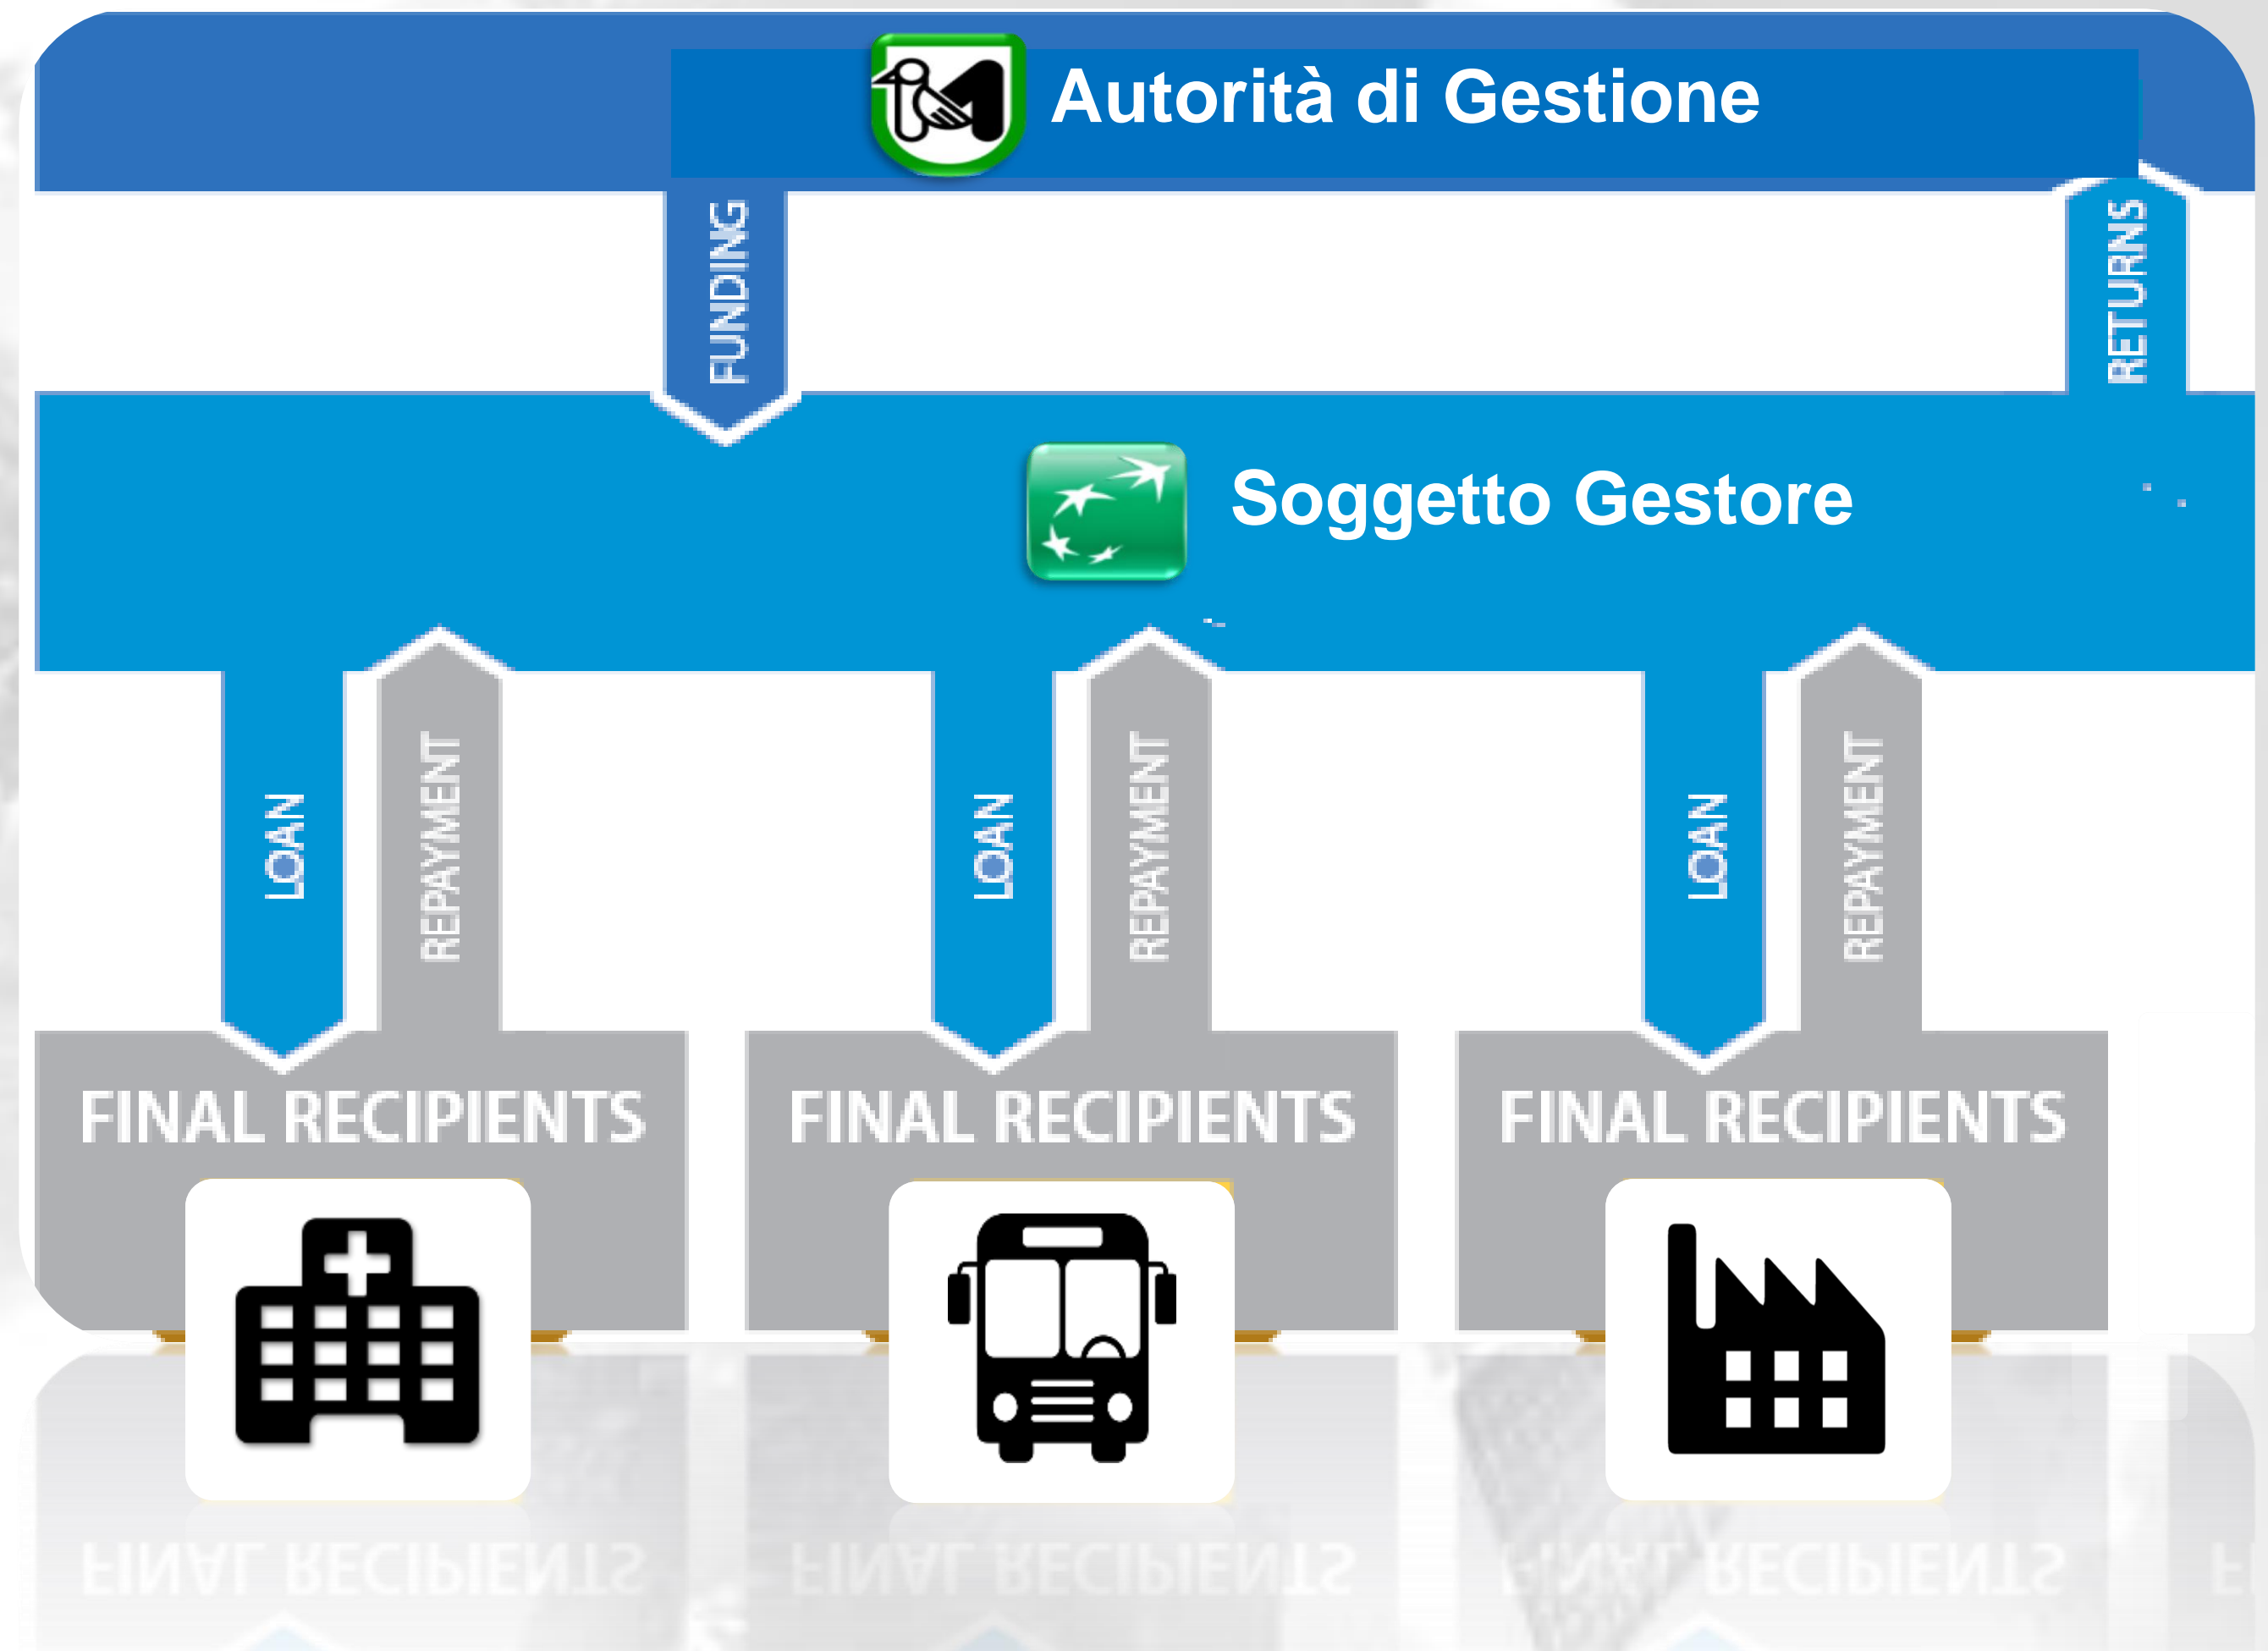 Autorità di Gestione
FUNDING
RETURNS
Soggetto Gestore
LOAN
REPAYMENT
LOAN
REPAYMENT
LOAN
REPAYMENT
FINAL RECIPIENTS
FINAL RECIPIENTS
FINAL RECIPIENTS